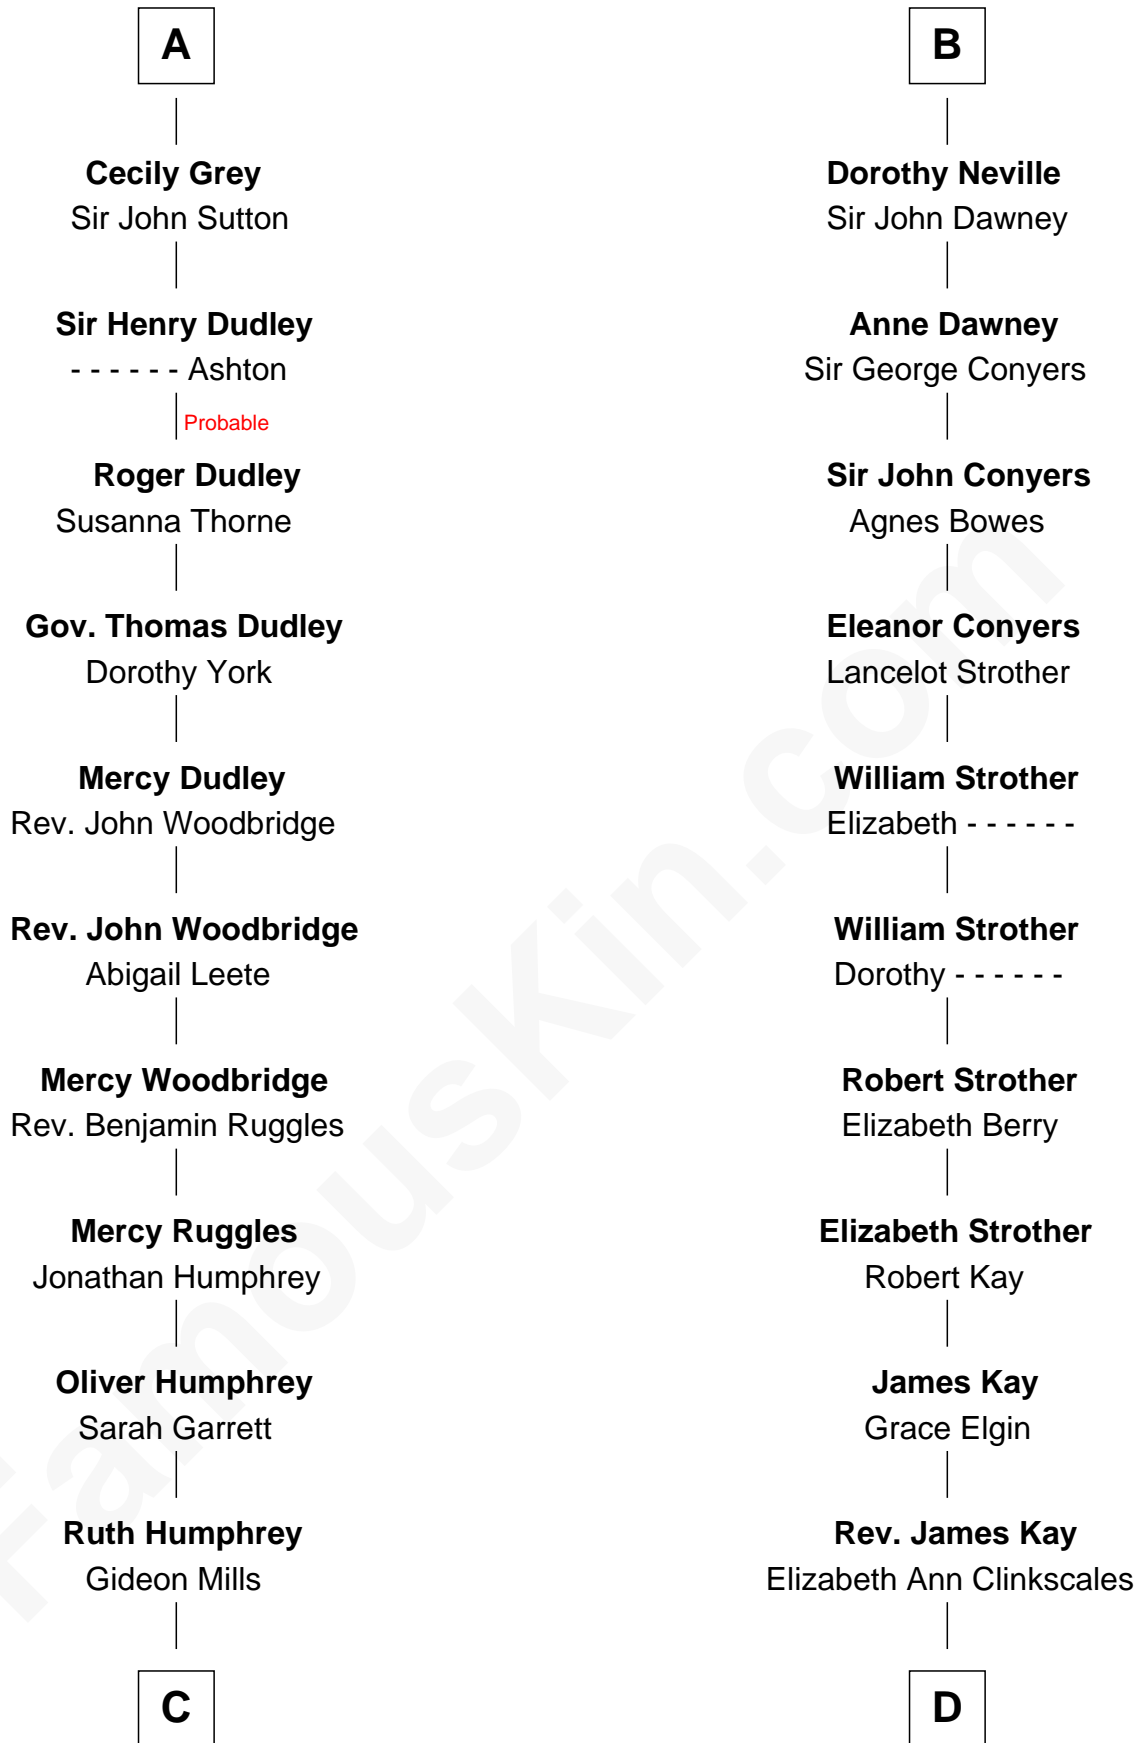 A
Cecily Grey
Sir John Sutton
Sir Henry Dudley
- - - - - - Ashton
Probable
Roger Dudley
Susanna Thorne
Gov. Thomas Dudley
Dorothy York
Mercy Dudley
Rev. John Woodbridge
Rev. John Woodbridge
Abigail Leete
Mercy Woodbridge
Rev. Benjamin Ruggles
Mercy Ruggles
Jonathan Humphrey
Oliver Humphrey
Sarah Garrett
Ruth Humphrey
Gideon Mills
C
B
Dorothy Neville
Sir John Dawney
Anne Dawney
Sir George Conyers
Sir John Conyers
Agnes Bowes
Eleanor Conyers
Lancelot Strother
William Strother
Elizabeth - - - - - -
William Strother
Dorothy - - - - - -
Robert Strother
Elizabeth Berry
Elizabeth Strother
Robert Kay
James Kay
Grace Elgin
Rev. James Kay
Elizabeth Ann Clinkscales
D
FamousKin.com